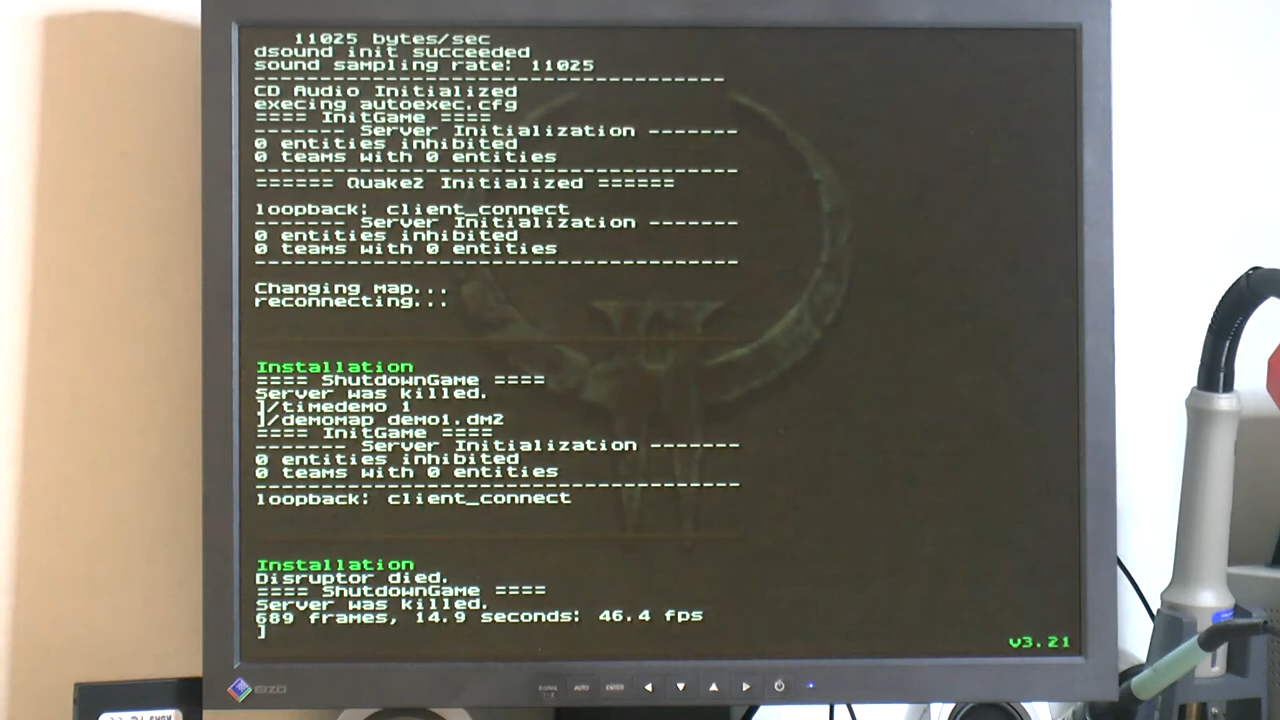 11025 bytes/sec
dsound init succeeded
sound sampling rate: 11025
------------------------------------
CD Audio Initialized
execing autoexec.cfg
==== InitGame ====
------- Server Initialization -------
0 entities inhibited
0 teams with 0 entities
-------------------------------------
====== Quake2 Initialized ======
loopback: client_connect
------- Server Initialization -------
0 entities inhibited
0 teams with 0 entities
-------------------------------------
Changing map...
reconnecting...
Installation
==== ShutdownGame ====
Server was killed.
]/timedemo 1
]/demomap demo1.dm2
==== InitGame ====
------- Server Initialization -------
0 entities inhibited
0 teams with 0 entities
-------------------------------------
loopback: client_connect
Installation
Disruptor died.
==== ShutdownGame ====
Server was killed.
689 frames, 14.9 seconds: 46.4 fps
]
v3.21
EIZO
SIGNAL AUTO ENTER